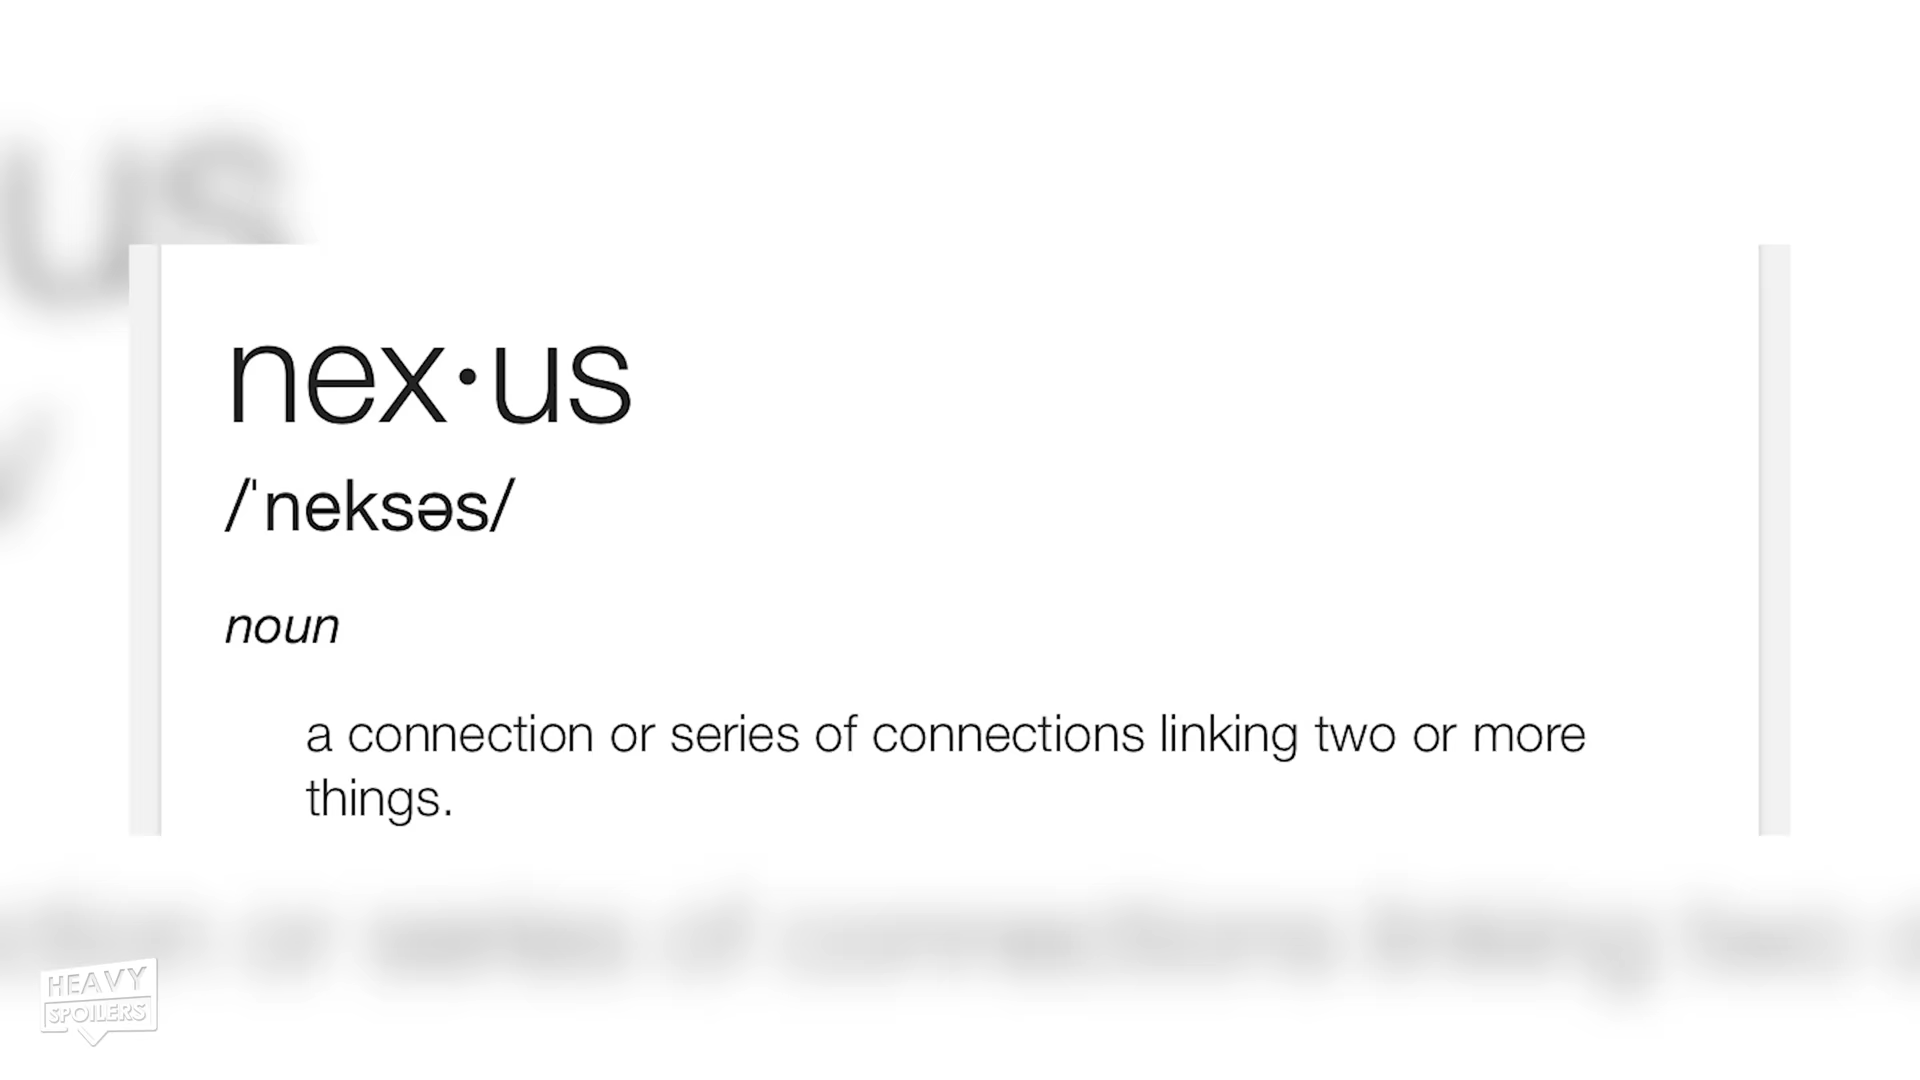 nex·us
/ˈneksəs/
noun
a connection or series of connections linking two or more
things.
HEAVY
SPOILERS